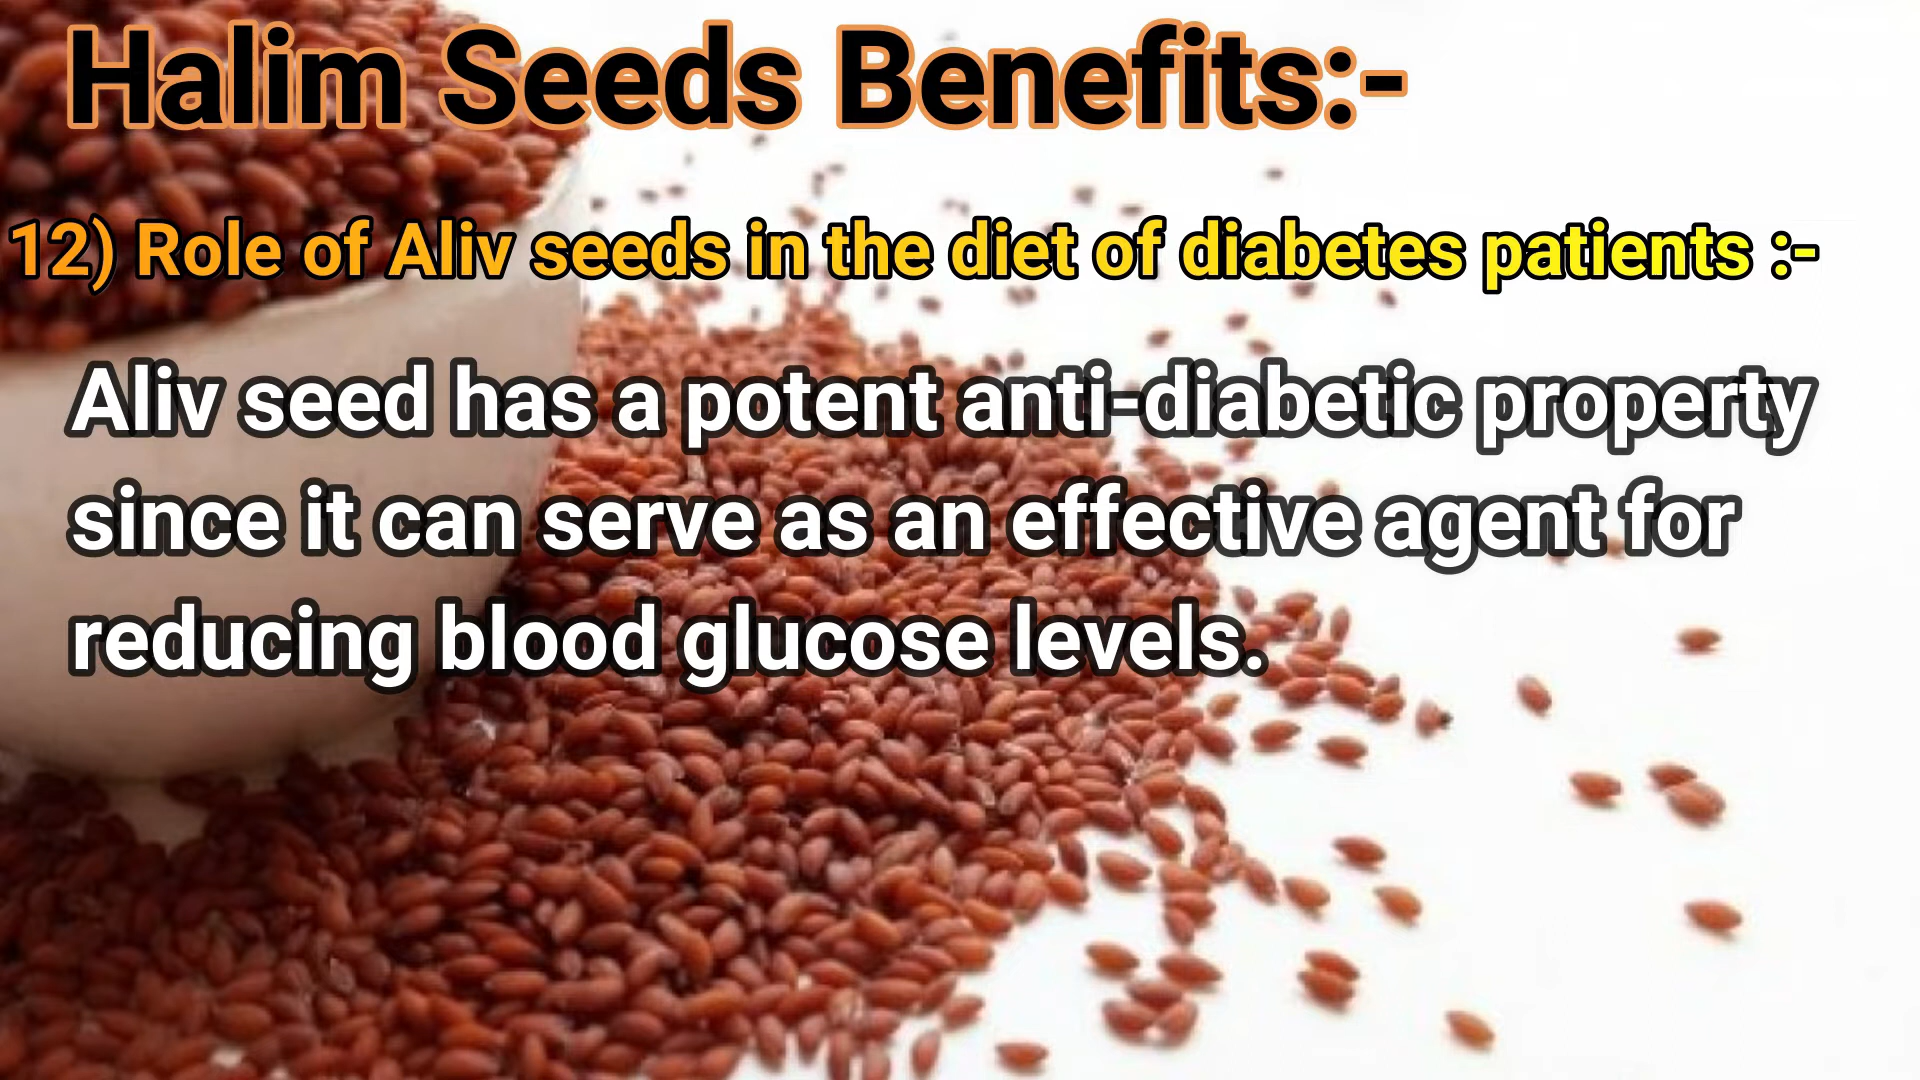 Halim Seeds Benefits:-
12) Role of Aliv seeds in the diet of diabetes patients :-
Aliv seed has a potent anti-diabetic property
since it can serve as an effective agent for
reducing blood glucose levels.